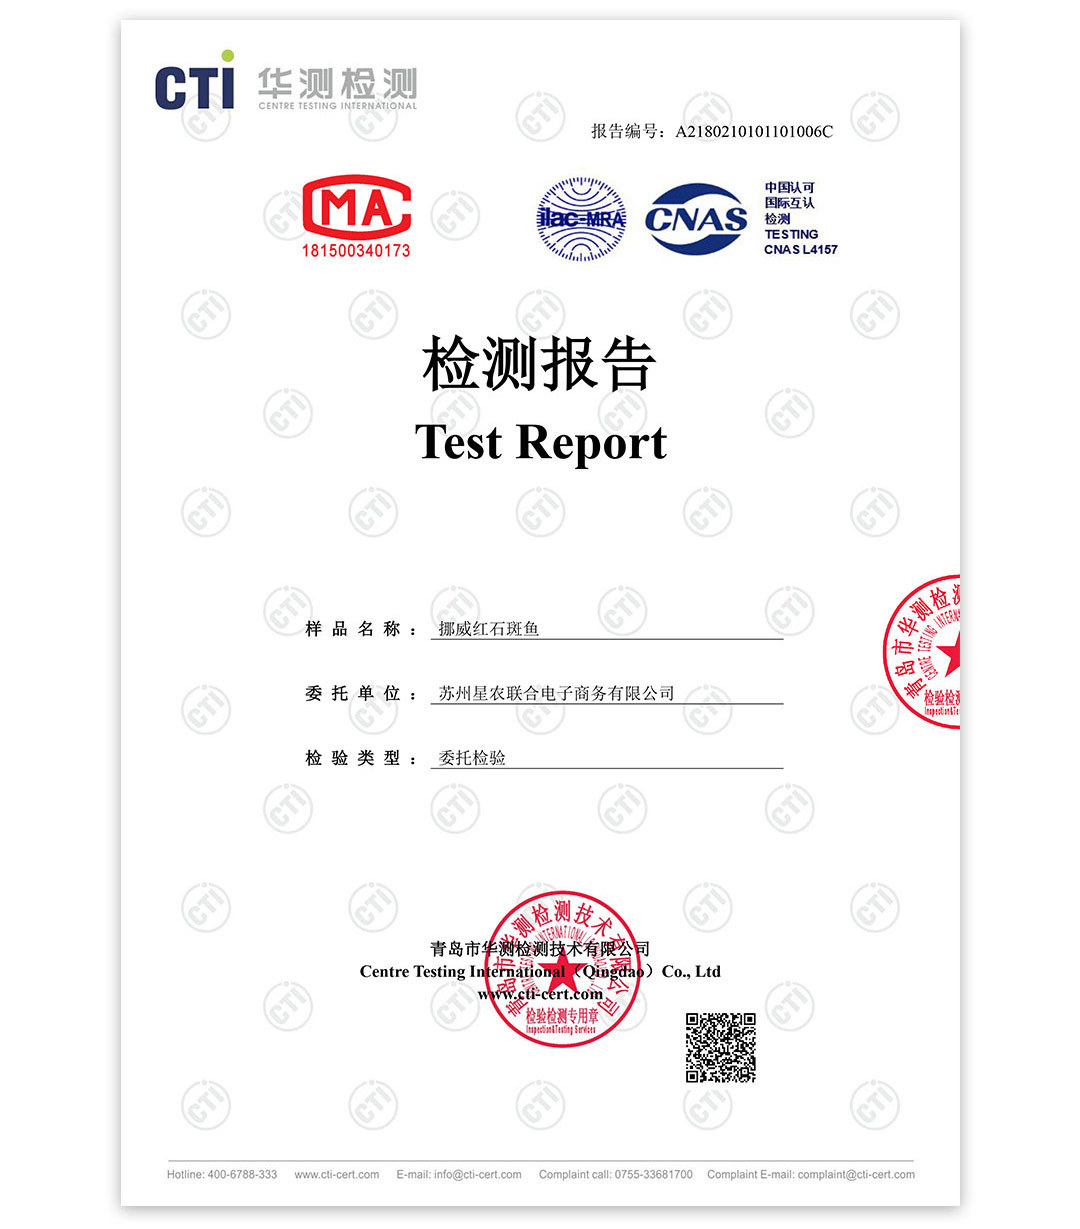 CTI 华测检测
CENTRE TESTING INTERNATIONAL
报告编号：A2180210101101006C
MA
181500340173
ilac-MRA
CNAS
中国认可
国际互认
检测
TESTING
CNAS L4157
检测报告
Test Report
样品名称：挪威红石斑鱼
委托单位：苏州星农联合电子商务有限公司
检验类型：委托检验
青岛市华测检测
检验检测
青岛市华测检测技术有限公司
检验检测专用章
Inspection&Testing Services
青岛市华测检测技术有限公司
Centre Testing International（Qingdao）Co., Ltd
www.cti-cert.com
Hotline: 400-6788-333 www.cti-cert.com E-mail: info@cti-cert.com Complaint call: 0755-33681700 Complaint E-mail: complaint@cti-cert.com